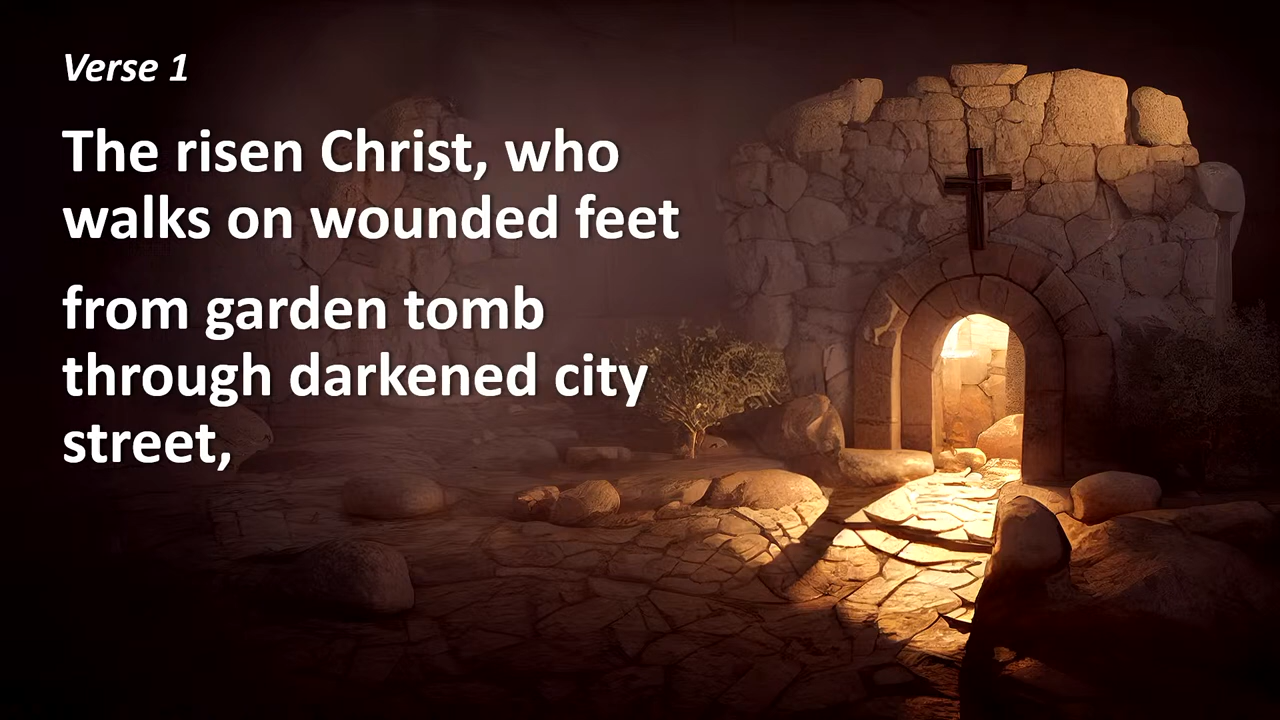 Verse 1
The risen Christ, who
walks on wounded feet
from garden tomb
through darkened city
street,